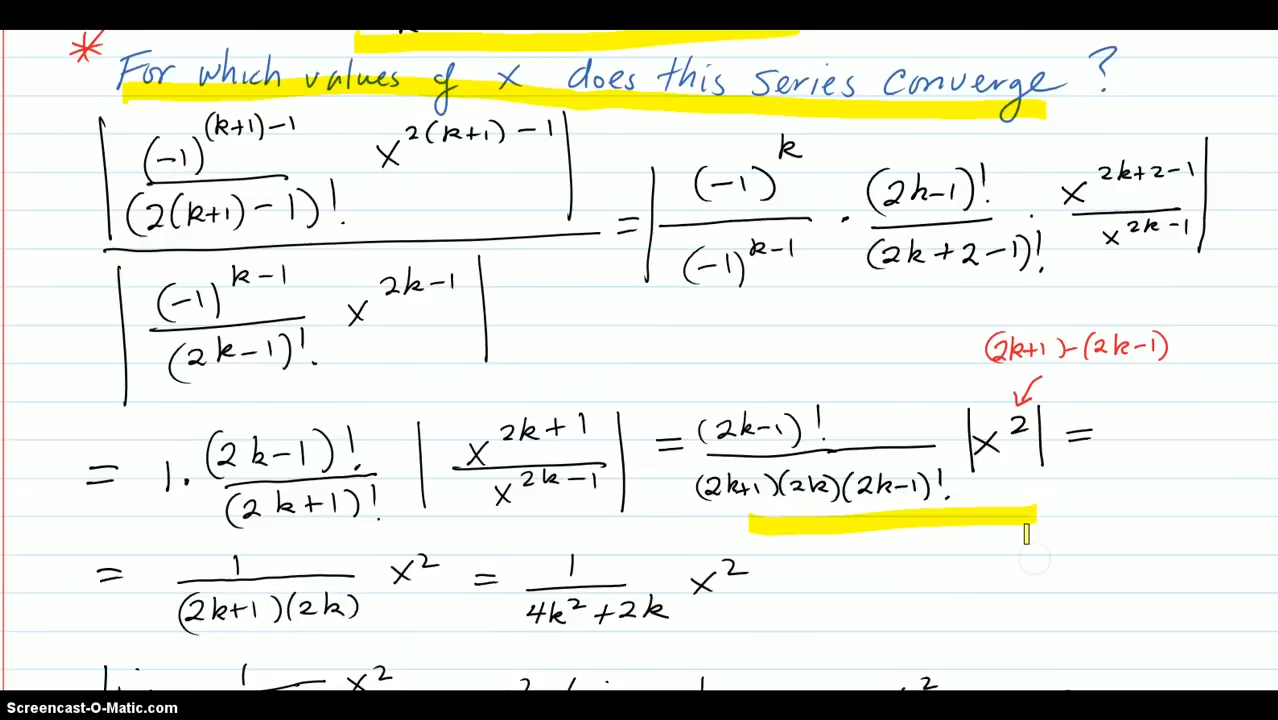 * For which values of x does this series converge ?
| (-1)^{(k+1)-1} / (2(k+1)-1)! x^{2(k+1)-1} | / | (-1)^{k-1} / (2k-1)! x^{2k-1} | = | (-1)^k / (-1)^{k-1} · (2k-1)! / (2k+2-1)! · x^{2k+2-1} / x^{2k-1} |
(2k+1)-(2k-1)
= 1 · (2k-1)! / (2k+1)! | x^{2k+1} / x^{2k-1} | = (2k-1)! / (2k+1)(2k)(2k-1)! |x^2| =
= 1 / (2k+1)(2k) x^2 = 1 / 4k^2+2k x^2
Screencast-O-Matic.com